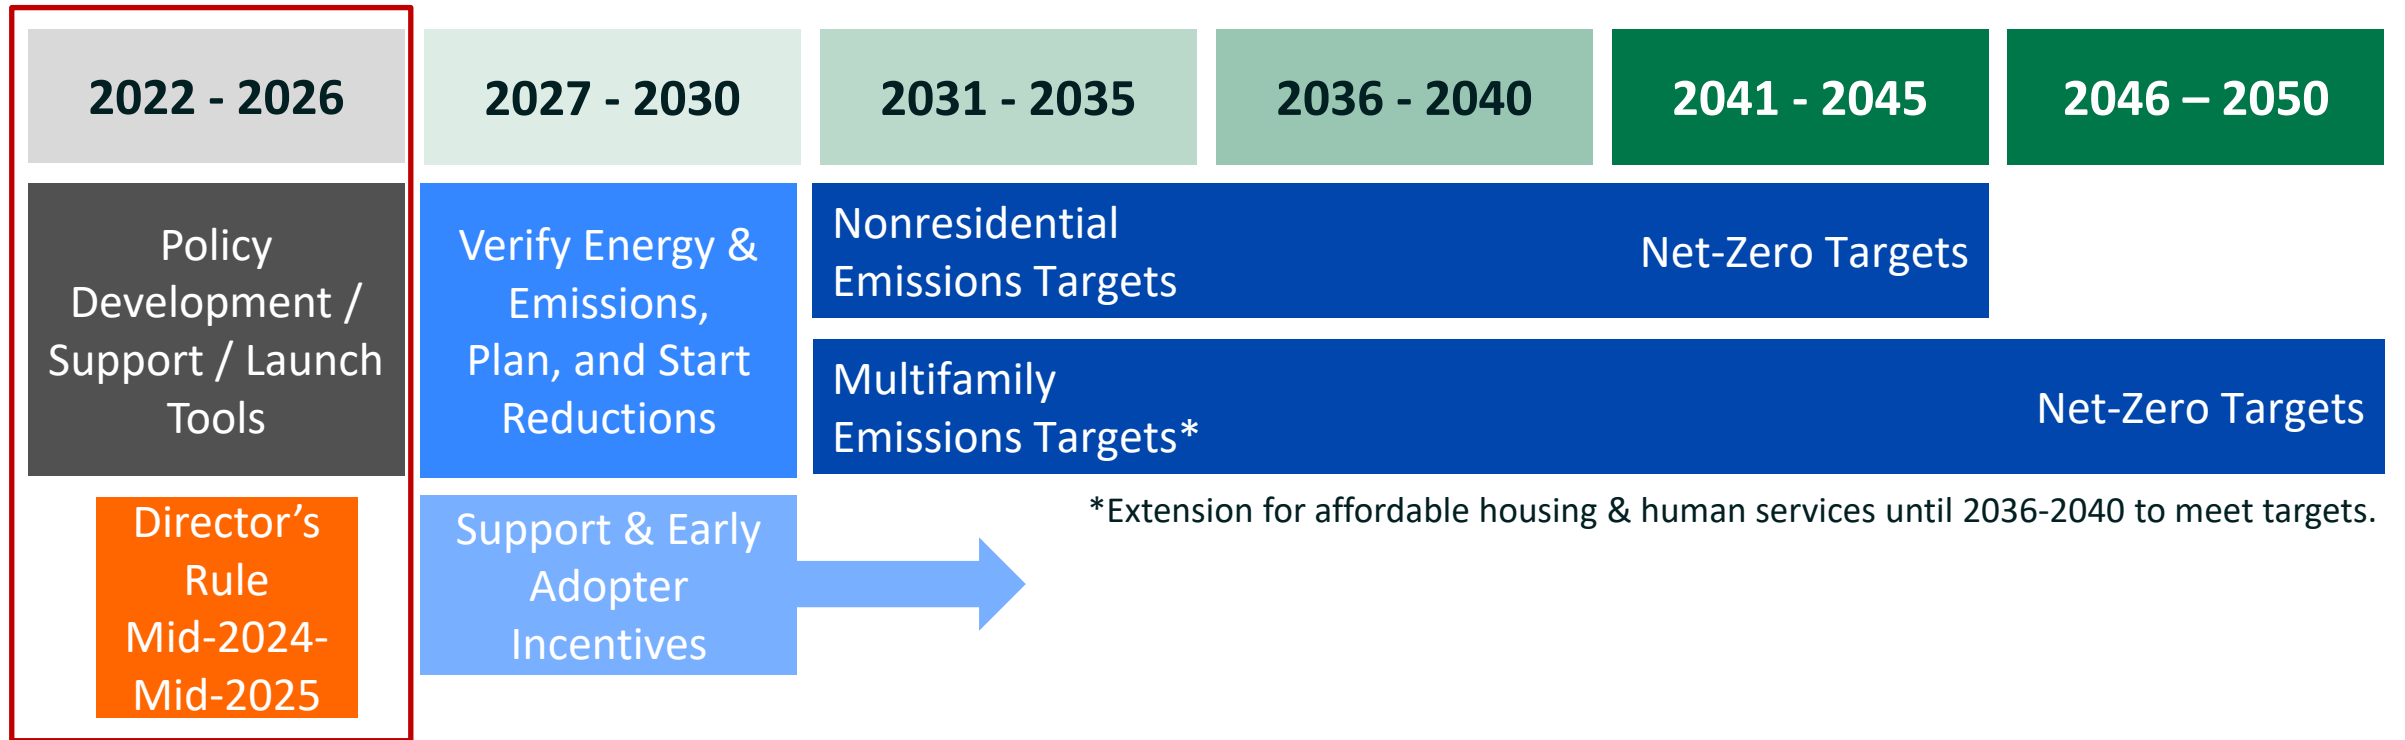 2022 - 2026
2027 - 2030
2031 - 2035
2036 - 2040
2041 - 2045
2046 – 2050
Policy
Development /
Support / Launch
Tools
Verify Energy &
Emissions,
Plan, and Start
Reductions
Nonresidential
Emissions Targets
Net-Zero Targets
Multifamily
Emissions Targets*
Net-Zero Targets
*Extension for affordable housing & human services until 2036-2040 to meet targets.
Director’s
Rule
Mid-2024-
Mid-2025
Support & Early
Adopter
Incentives